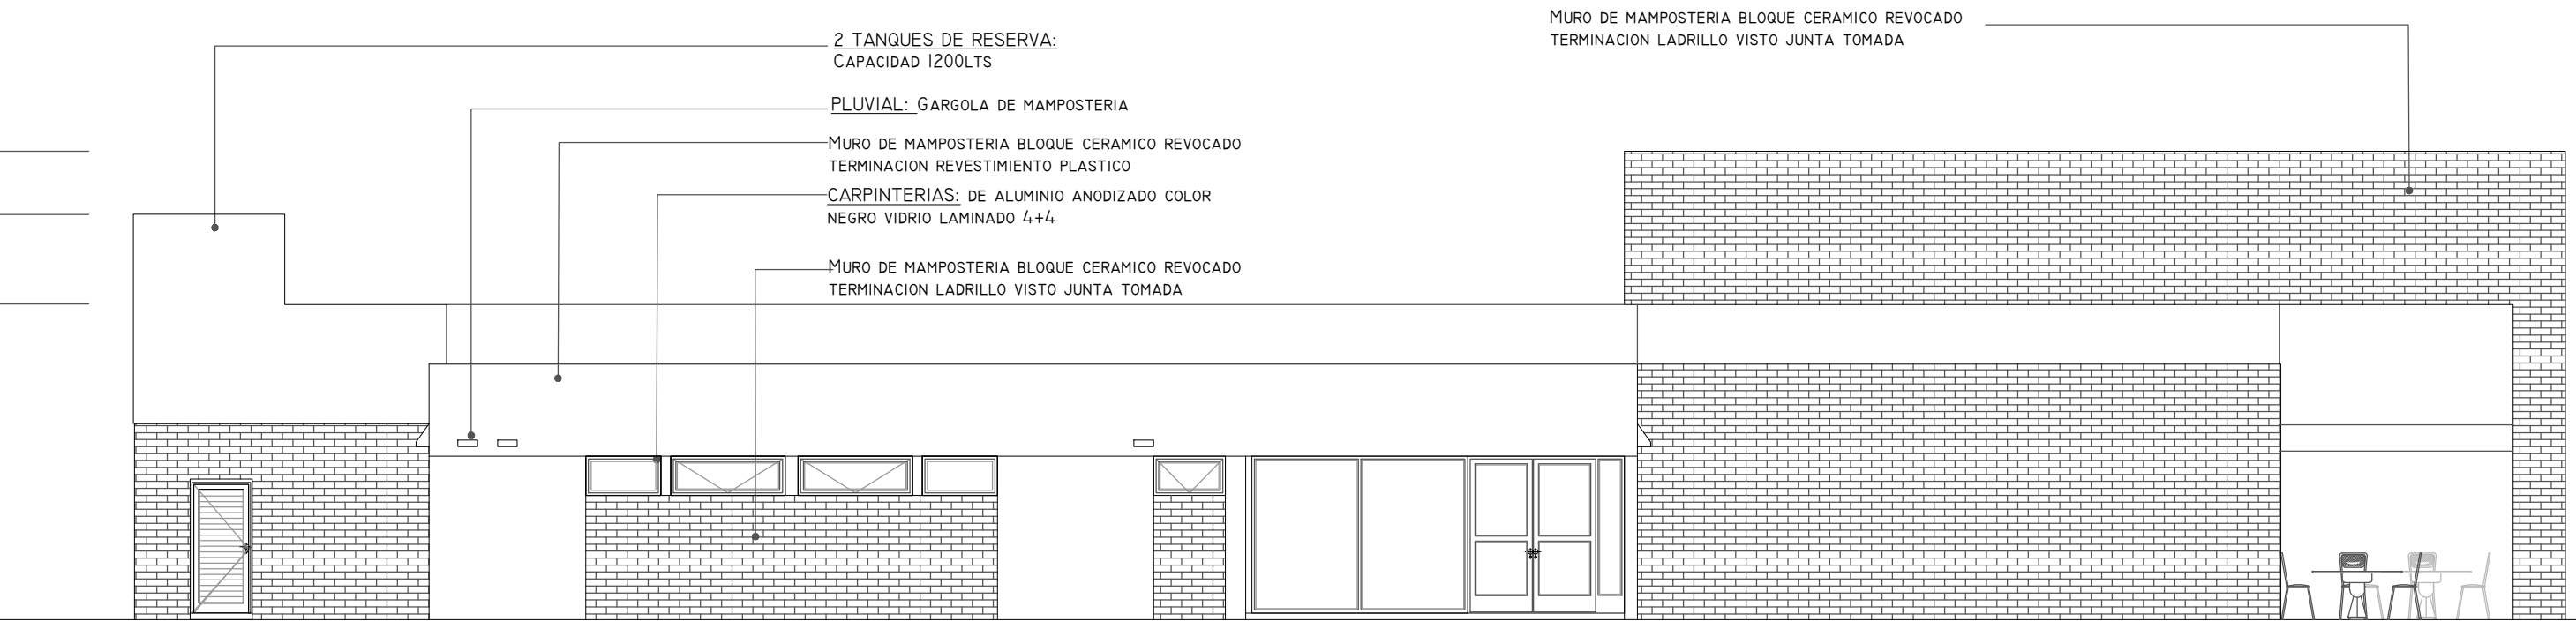 2 TANQUES DE RESERVA:
CAPACIDAD 1200LTS
PLUVIAL: GARGOLA DE MAMPOSTERIA
MURO DE MAMPOSTERIA BLOQUE CERAMICO REVOCADO
TERMINACION REVESTIMIENTO PLASTICO
CARPINTERIAS: DE ALUMINIO ANODIZADO COLOR
NEGRO VIDRIO LAMINADO 4+4
MURO DE MAMPOSTERIA BLOQUE CERAMICO REVOCADO
TERMINACION LADRILLO VISTO JUNTA TOMADA
MURO DE MAMPOSTERIA BLOQUE CERAMICO REVOCADO
TERMINACION LADRILLO VISTO JUNTA TOMADA